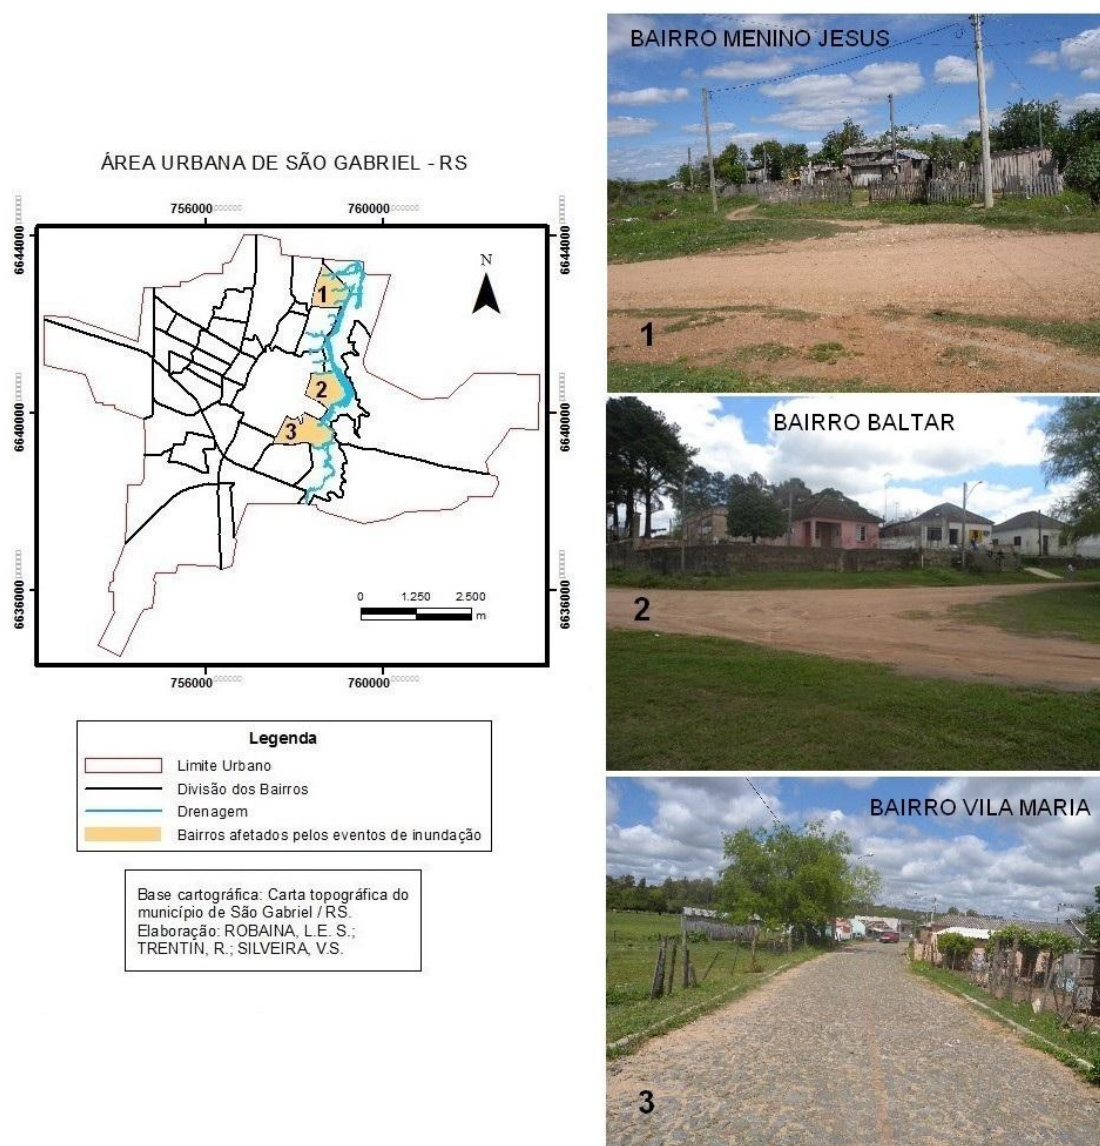 ÁREA URBANA DE SÃO GABRIEL - RS
756000
760000
N
6644000
6644000
1
2
6640000
6640000
3
6636000
6636000
0 1.250 2.500
m
756000
760000
Legenda
Limite Urbano
Divisão dos Bairros
Drenagem
Bairros afetados pelos eventos de inundação
Base cartográfica: Carta topográfica do
município de São Gabriel / RS.
Elaboração: ROBAINA, L.E. S.;
TRENTIN, R.; SILVEIRA, V.S.
BAIRRO MENINO JESUS
1
BAIRRO BALTAR
2
BAIRRO VILA MARIA
3